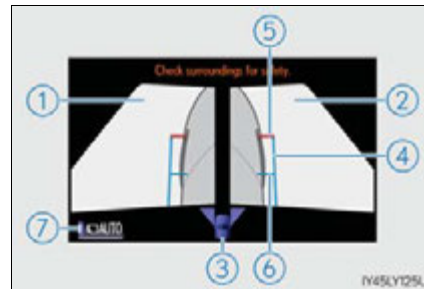 ⑤
Check surroundings for safety.
①
②
④
⑦
AUTO
③
⑥
IY45LY125L